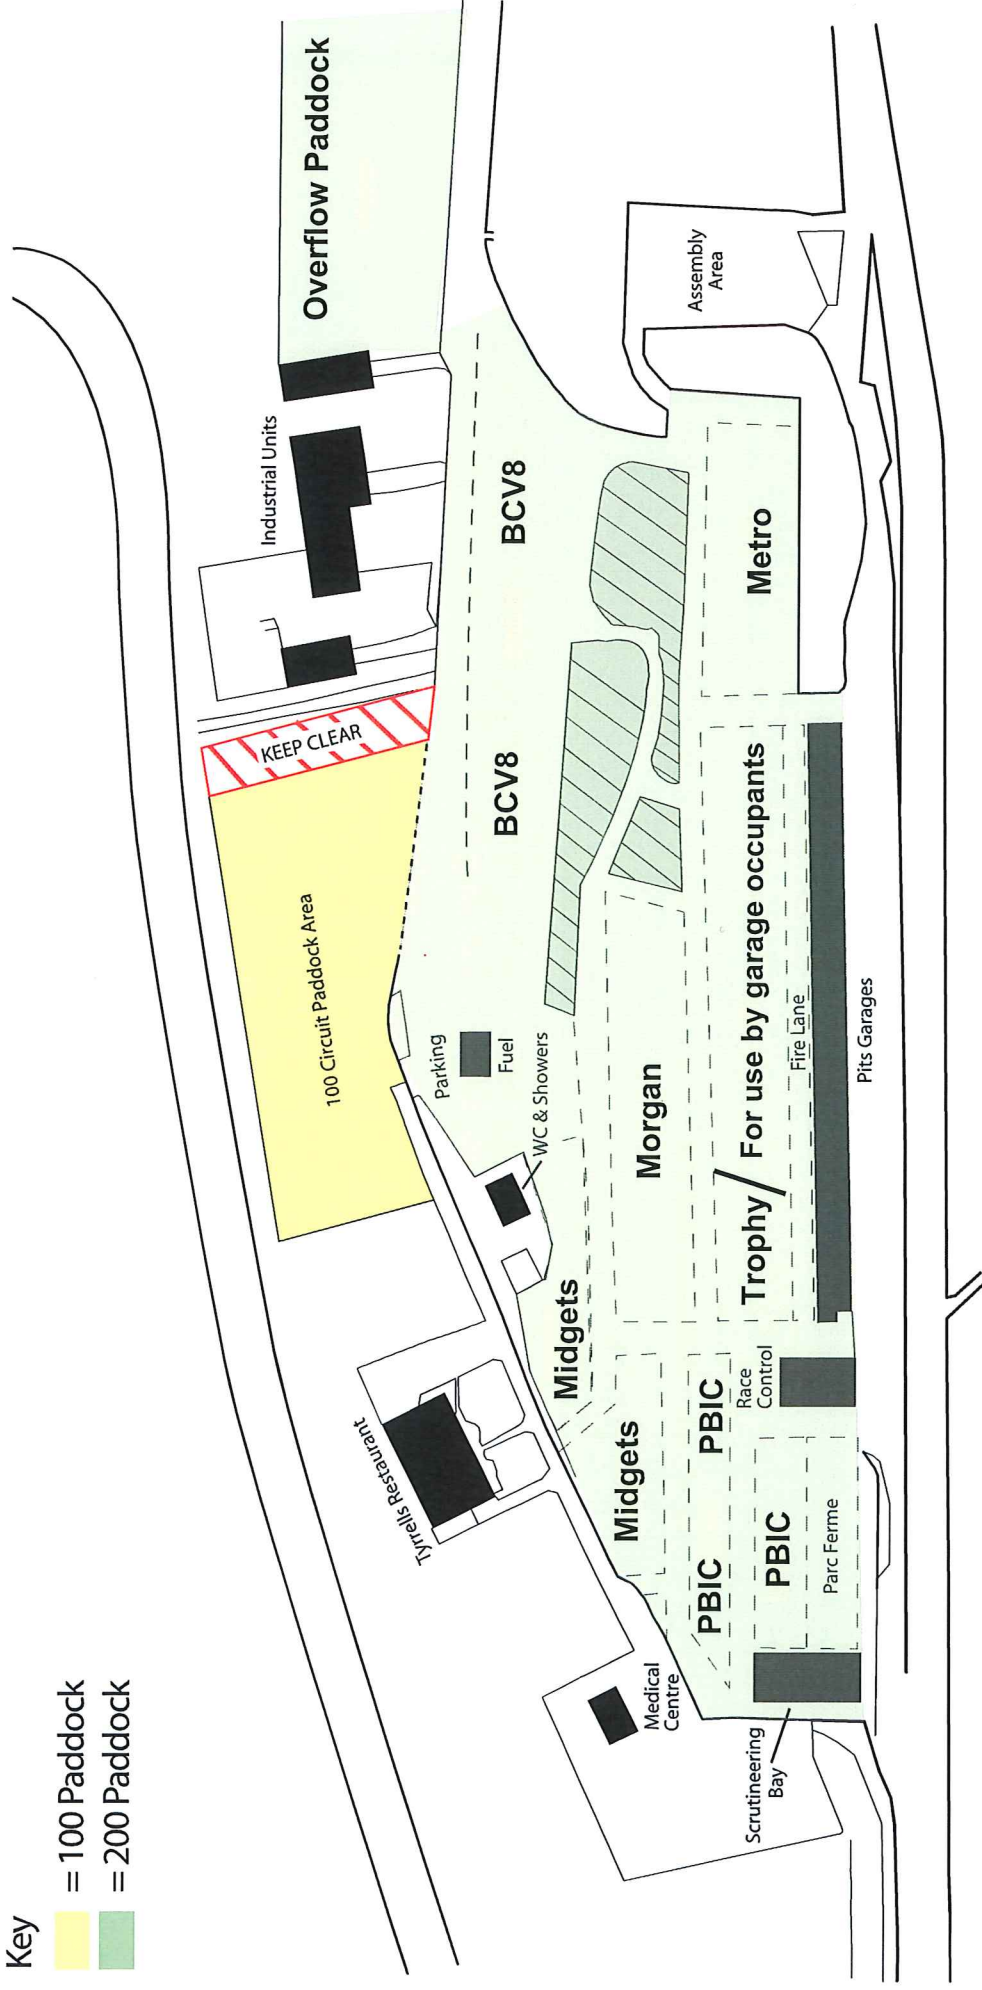 Key
= 100 Paddock
= 200 Paddock
Overflow Paddock
Industrial Units
KEEP CLEAR
100 Circuit Paddock Area
Tyrrells Restaurant
Medical
Centre
Parking
Fuel
WC & Showers
BCV8
BCV8
Assembly
Area
Metro
Midgets
Midgets
Morgan
Trophy/ For use by garage occupants
Fire Lane
Pits Garages
PBIC
PBIC
Race
Control
PBIC
Parc Ferme
Scrutineering
Bay